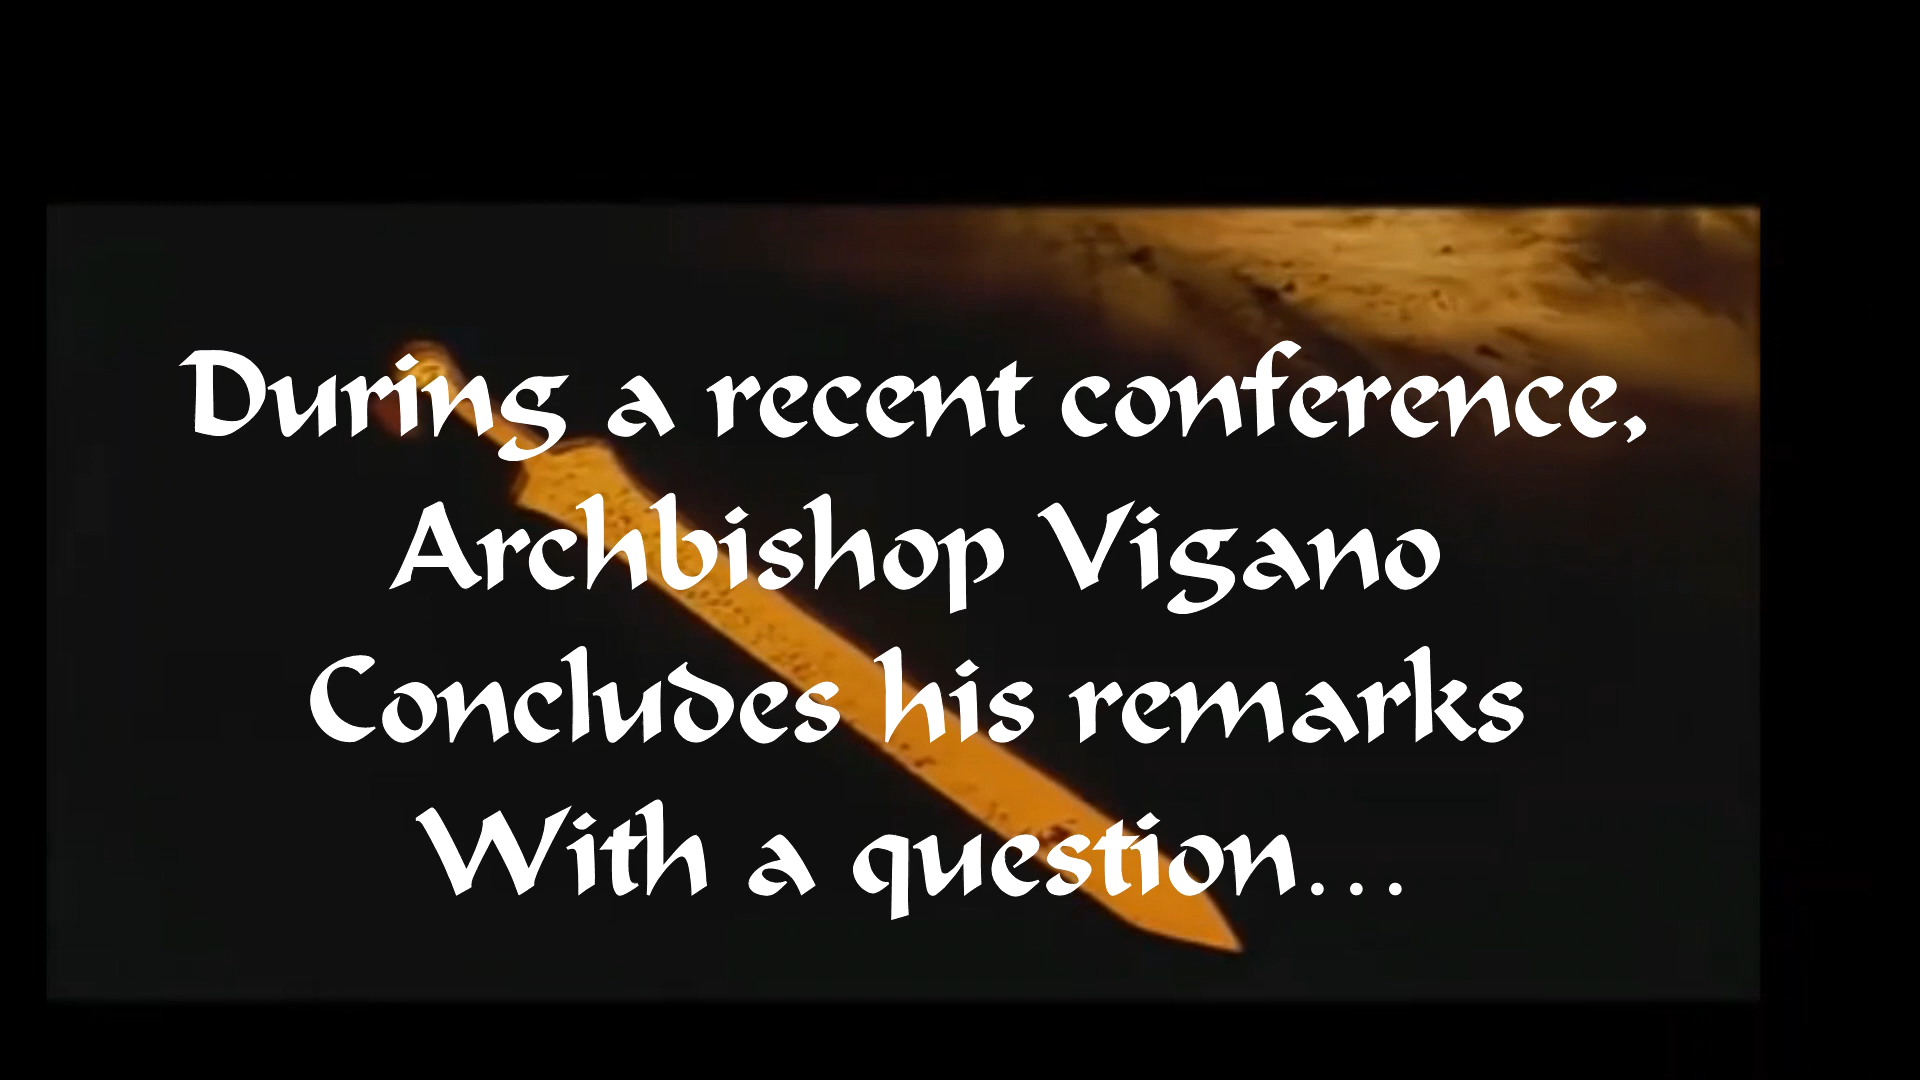 During a recent conference,
Archbishop Vigano
Concludes his remarks
With a question...